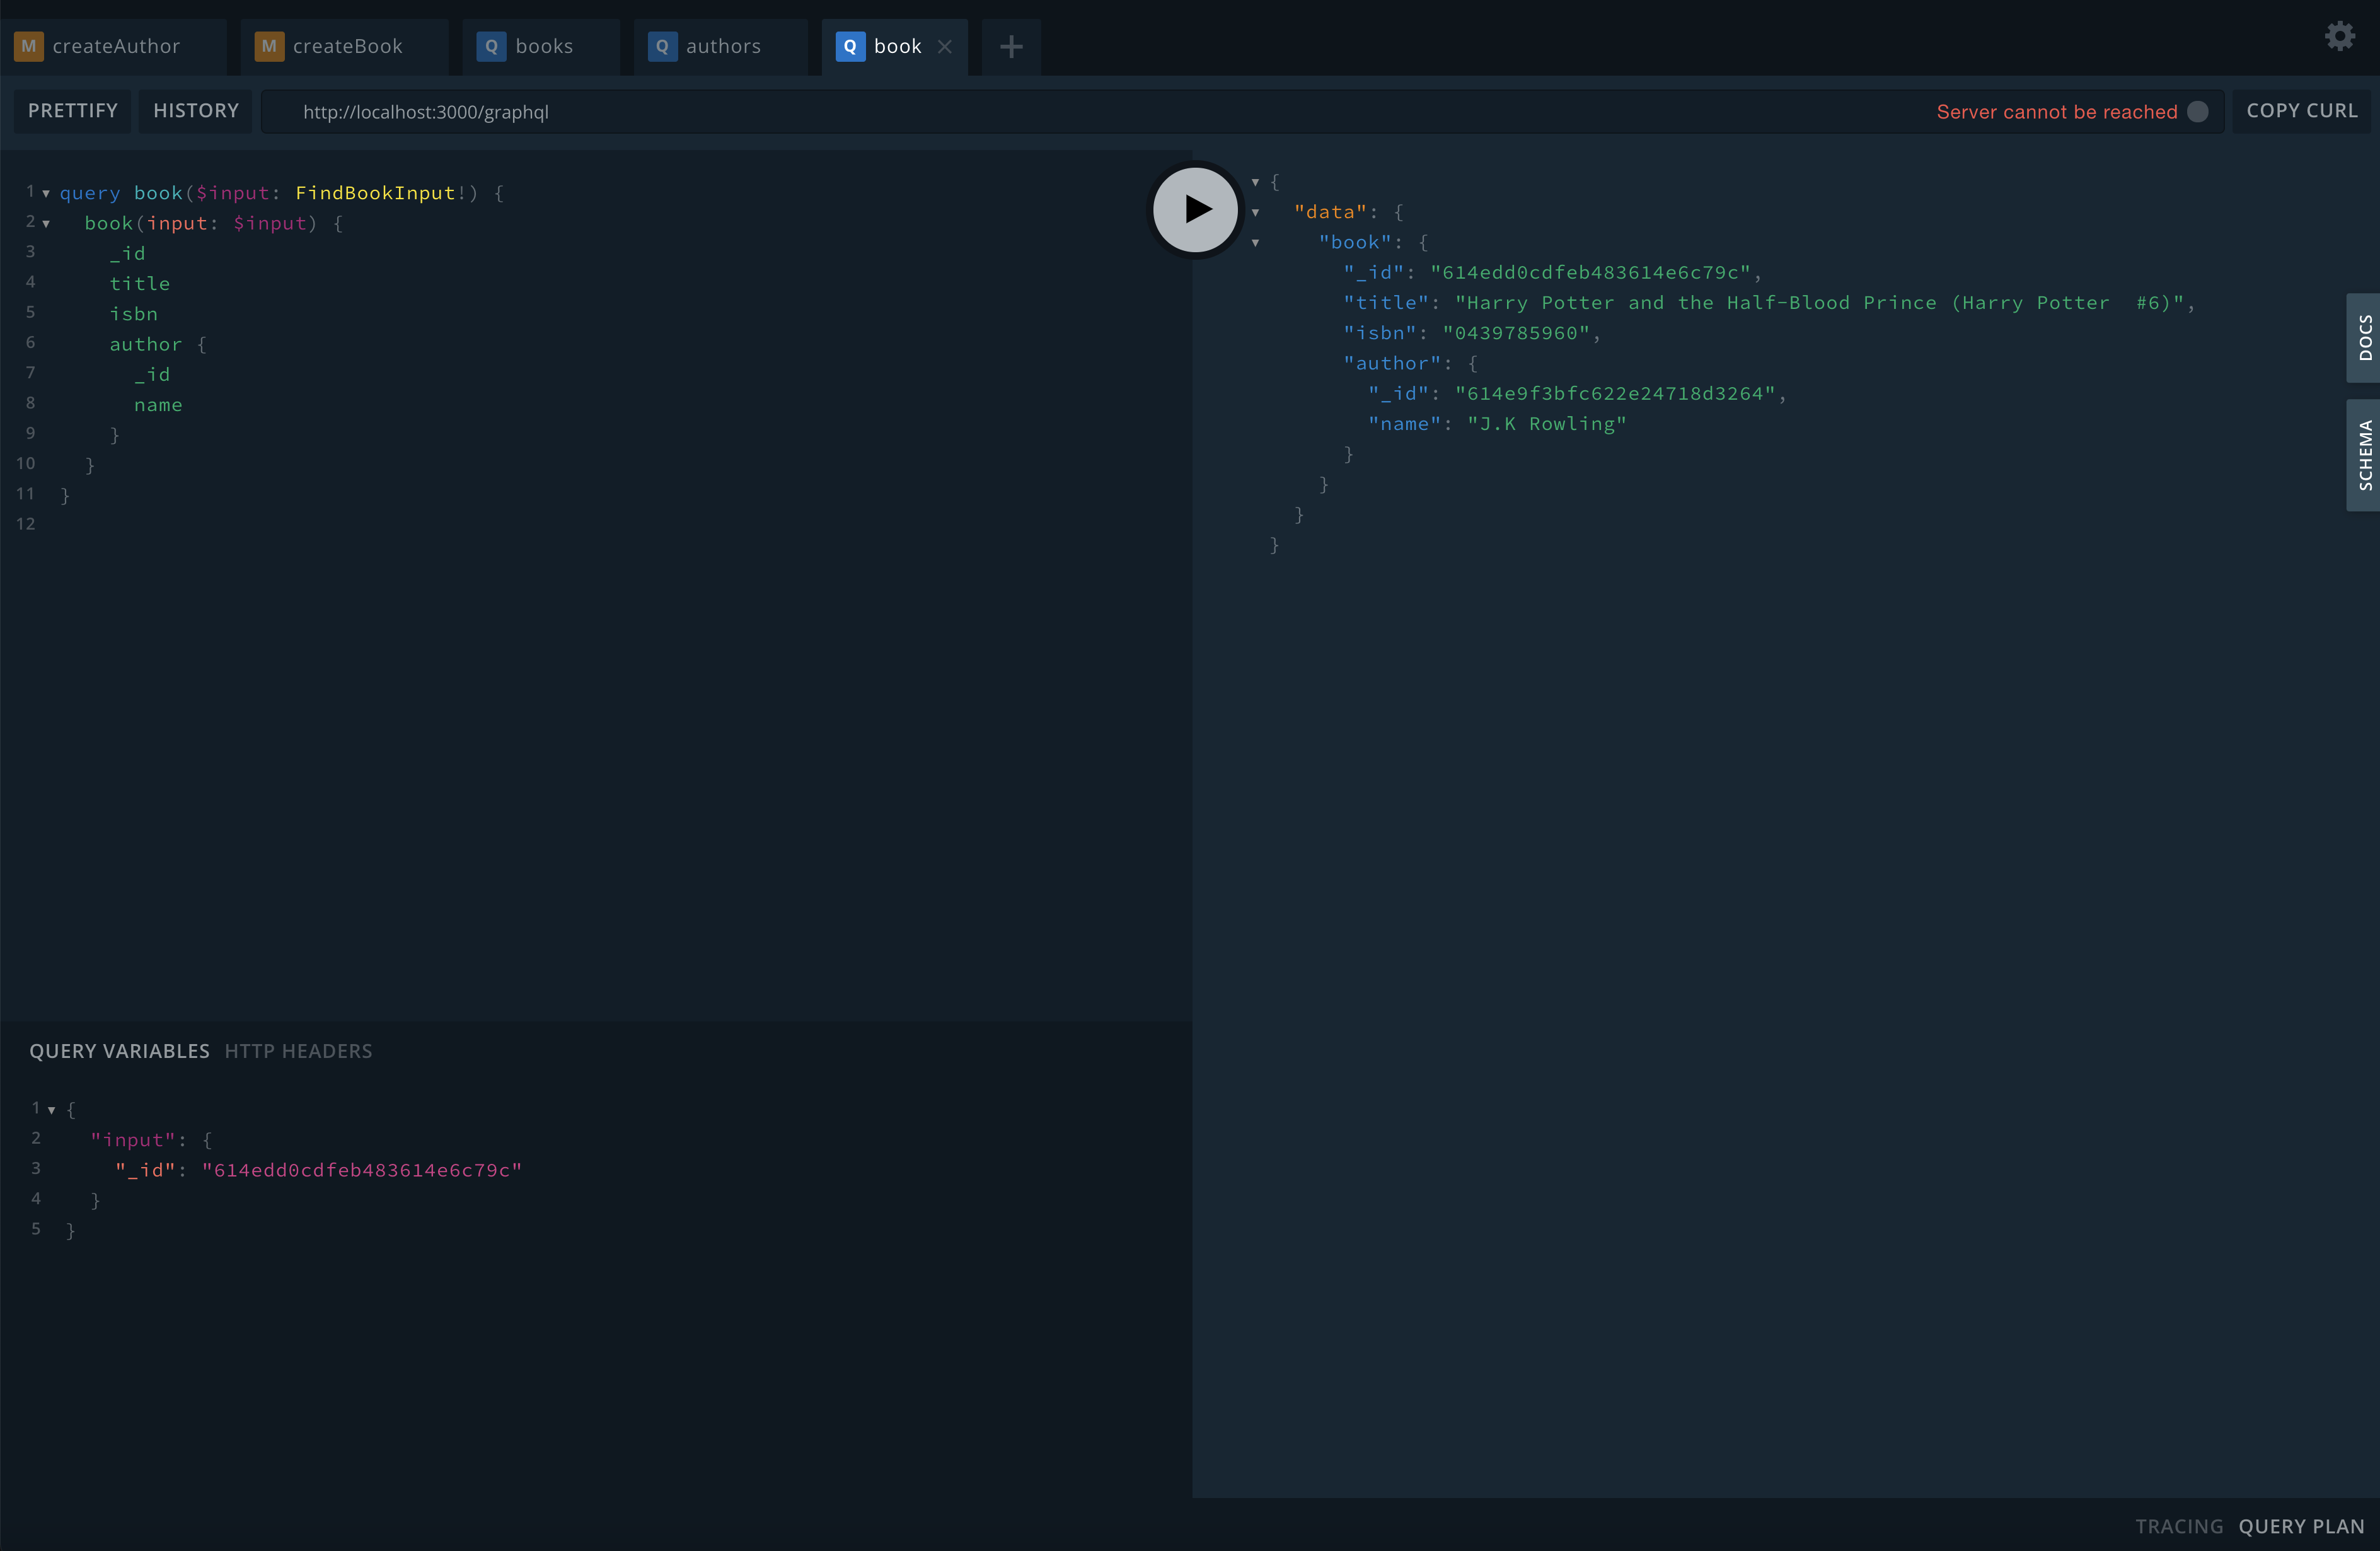 M createAuthor M createBook Q books Q authors Q book
PRETTIFY HISTORY http://localhost:3000/graphql Server cannot be reached COPY CURL
1 query book($input: FindBookInput!) {
2 book(input: $input) {
3 _id
4 title
5 isbn
6 author {
7 _id
8 name
9 }
10 }
11 }
12
{
"data": {
"book": {
"_id": "614edd0cdfeb483614e6c79c",
"title": "Harry Potter and the Half-Blood Prince (Harry Potter  #6)",
"isbn": "0439785960",
"author": {
"_id": "614e9f3bfc622e24718d3264",
"name": "J.K Rowling"
}
}
}
}
DOCS
SCHEMA
QUERY VARIABLES HTTP HEADERS
1 {
2 "input": {
3 "_id": "614edd0cdfeb483614e6c79c"
4 }
5 }
TRACING QUERY PLAN